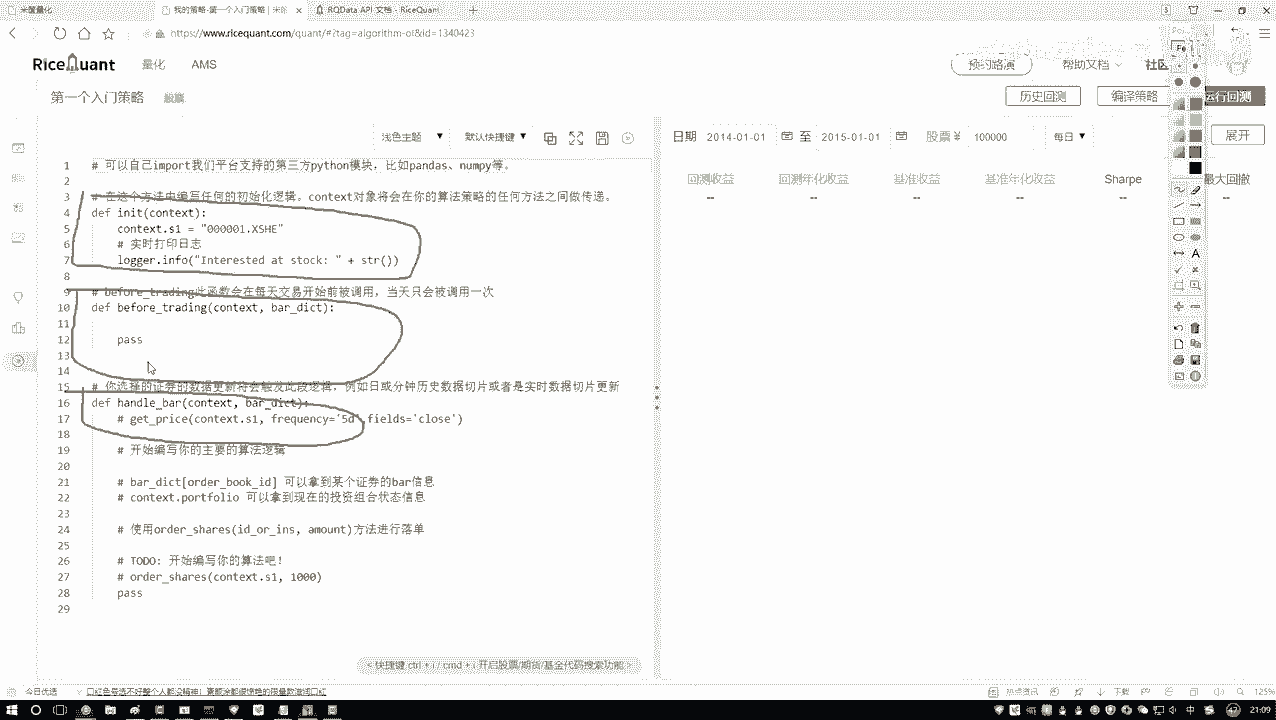 米筐量化
我的策略-第一个入门策略 | 米筐
RQData API 文档 - RiceQuant
https://www.ricequant.com/quant/#?tag=algorithm-of&id=1340423
RiceQuant 量化 AMS 预约路演 帮助文档 社区
第一个入门策略 股票 历史回测 编译策略 运行回测
浅色主题 默认快捷键 日期 2014-01-01 至 2015-01-01 股票 ¥ 100000 每日 展开
回测收益 回测年化收益 基准收益 基准年化收益 Sharpe 最大回撤
-- -- -- -- -- --
1 # 可以自己import我们平台支持的第三方python模块，比如pandas、numpy等。
2
3 # 在这个方法中编写任何的初始化逻辑。context对象将会在你的算法策略的任何方法之间做传递。
4 def init(context):
5 context.s1 = "000001.XSHE"
6 # 实时打印日志
7 logger.info("Interested at stock: " + str())
8
9 # before_trading此函数会在每天交易开始前被调用，当天只会被调用一次
10 def before_trading(context, bar_dict):
11
12 pass
13
14
15 # 你选择的证券的数据更新将会触发此段逻辑，例如日或分钟历史数据切片或者是实时数据切片更新
16 def handle_bar(context, bar_dict):
17 # get_price(context.s1, frequency='5d',fields='close')
18
19 # 开始编写你的主要的算法逻辑
20
21 # bar_dict[order_book_id] 可以拿到某个证券的bar信息
22 # context.portfolio 可以拿到现在的投资组合状态信息
23
24 # 使用order_shares(id_or_ins, amount)方法进行落单
25
26 # TODO: 开始编写你的算法吧！
27 # order_shares(context.s1, 1000)
28 pass
29
快捷键 ctrl + i / cmd + i 开启股票/期货/基金代码搜索功能
今日优选 热点资讯 下载 125%
中 21:09